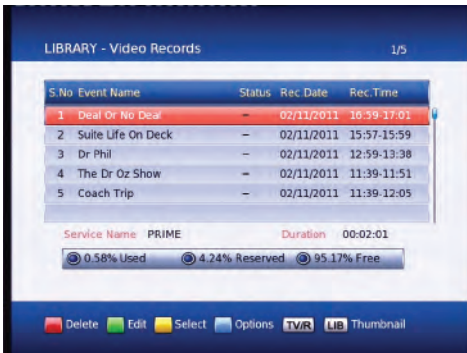 LIBRARY - Video Records 1/5
S.No Event Name Status Rec.Date Rec.Time
1 Deal Or No Deal – 02/11/2011 16:59-17:01
2 Suite Life On Deck – 02/11/2011 15:57-15:59
3 Dr Phil – 02/11/2011 12:59-13:38
4 The Dr Oz Show – 02/11/2011 11:39-11:51
5 Coach Trip – 02/11/2011 11:39-12:05
Service Name PRIME Duration 00:02:01
0.58% Used 4.24% Reserved 95.17% Free
Delete Edit Select Options TV/R LIB Thumbnail